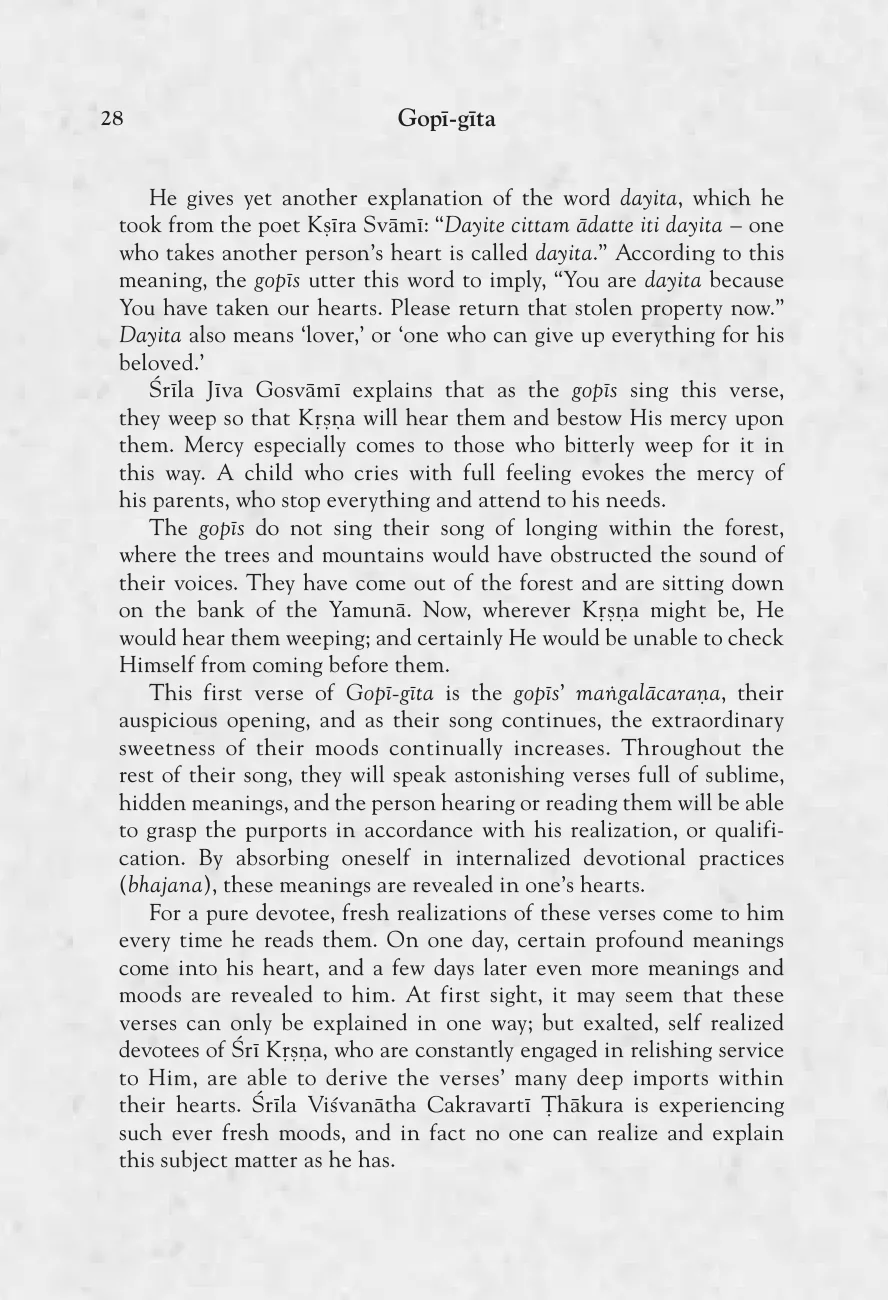 28
Gopī-gīta
He gives yet another explanation of the word dayita, which he
took from the poet Kṣīra Svāmī: “Dayite cittam ādatte iti dayita – one
who takes another person’s heart is called dayita.” According to this
meaning, the gopīs utter this word to imply, “You are dayita because
You have taken our hearts. Please return that stolen property now.”
Dayita also means ‘lover,’ or ‘one who can give up everything for his
beloved.’
Śrīla Jīva Gosvāmī explains that as the gopīs sing this verse,
they weep so that Kṛṣṇa will hear them and bestow His mercy upon
them. Mercy especially comes to those who bitterly weep for it in
this way. A child who cries with full feeling evokes the mercy of
his parents, who stop everything and attend to his needs.
The gopīs do not sing their song of longing within the forest,
where the trees and mountains would have obstructed the sound of
their voices. They have come out of the forest and are sitting down
on the bank of the Yamunā. Now, wherever Kṛṣṇa might be, He
would hear them weeping; and certainly He would be unable to check
Himself from coming before them.
This first verse of Gopī-gīta is the gopīs’ maṅgalācaraṇa, their
auspicious opening, and as their song continues, the extraordinary
sweetness of their moods continually increases. Throughout the
rest of their song, they will speak astonishing verses full of sublime,
hidden meanings, and the person hearing or reading them will be able
to grasp the purports in accordance with his realization, or qualifi-
cation. By absorbing oneself in internalized devotional practices
(bhajana), these meanings are revealed in one’s hearts.
For a pure devotee, fresh realizations of these verses come to him
every time he reads them. On one day, certain profound meanings
come into his heart, and a few days later even more meanings and
moods are revealed to him. At first sight, it may seem that these
verses can only be explained in one way; but exalted, self realized
devotees of Śrī Kṛṣṇa, who are constantly engaged in relishing service
to Him, are able to derive the verses’ many deep imports within
their hearts. Śrīla Viśvanātha Cakravartī Ṭhākura is experiencing
such ever fresh moods, and in fact no one can realize and explain
this subject matter as he has.